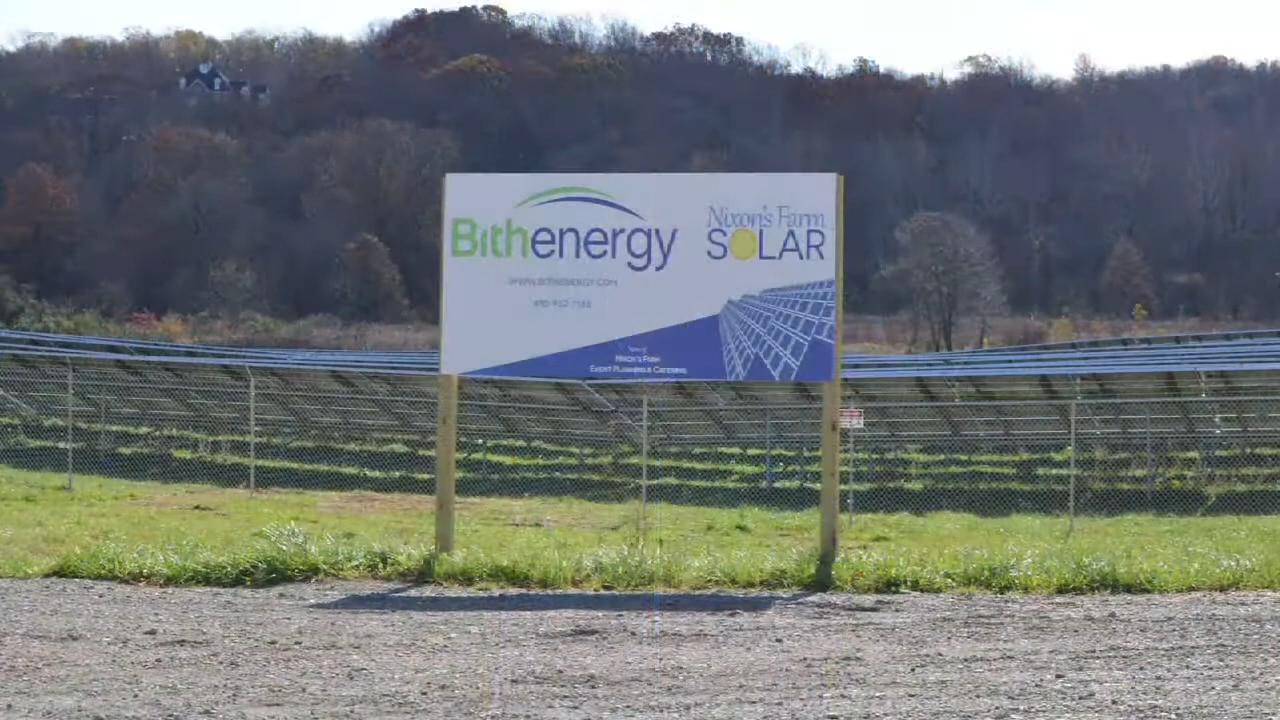 Bithenergy
Nixon's Farm
SOLAR
WWW.BITHENERGY.COM
Nixon's Farm
Event Planning & Catering